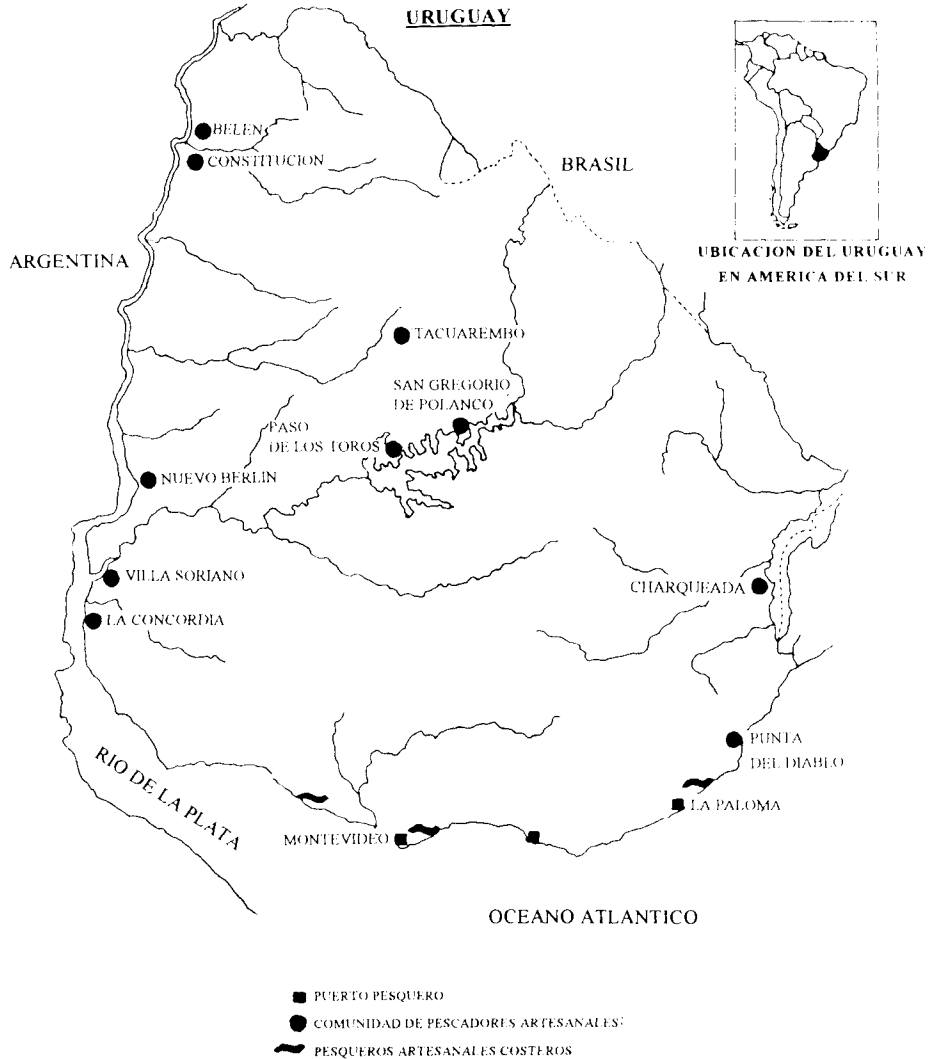 URUGUAY
BELEN
CONSTITUCION
BRASIL
ARGENTINA
UBICACION DEL URUGUAY
EN AMERICA DEL SUR
TACUAREMBO
SAN GREGORIO
DE POLANCO
PASO
DE LOS TOROS
NUEVO BERLIN
VILLA SORIANO
CHARQUEADA
LA CONCORDIA
PUNTA
DEL DIABLO
RIO DE LA PLATA
LA PALOMA
MONTEVIDEO
OCEANO ATLANTICO
PUERTO PESQUERO
COMUNIDAD DE PESCADORES ARTESANALES
PESQUEROS ARTESANALES COSTEROS